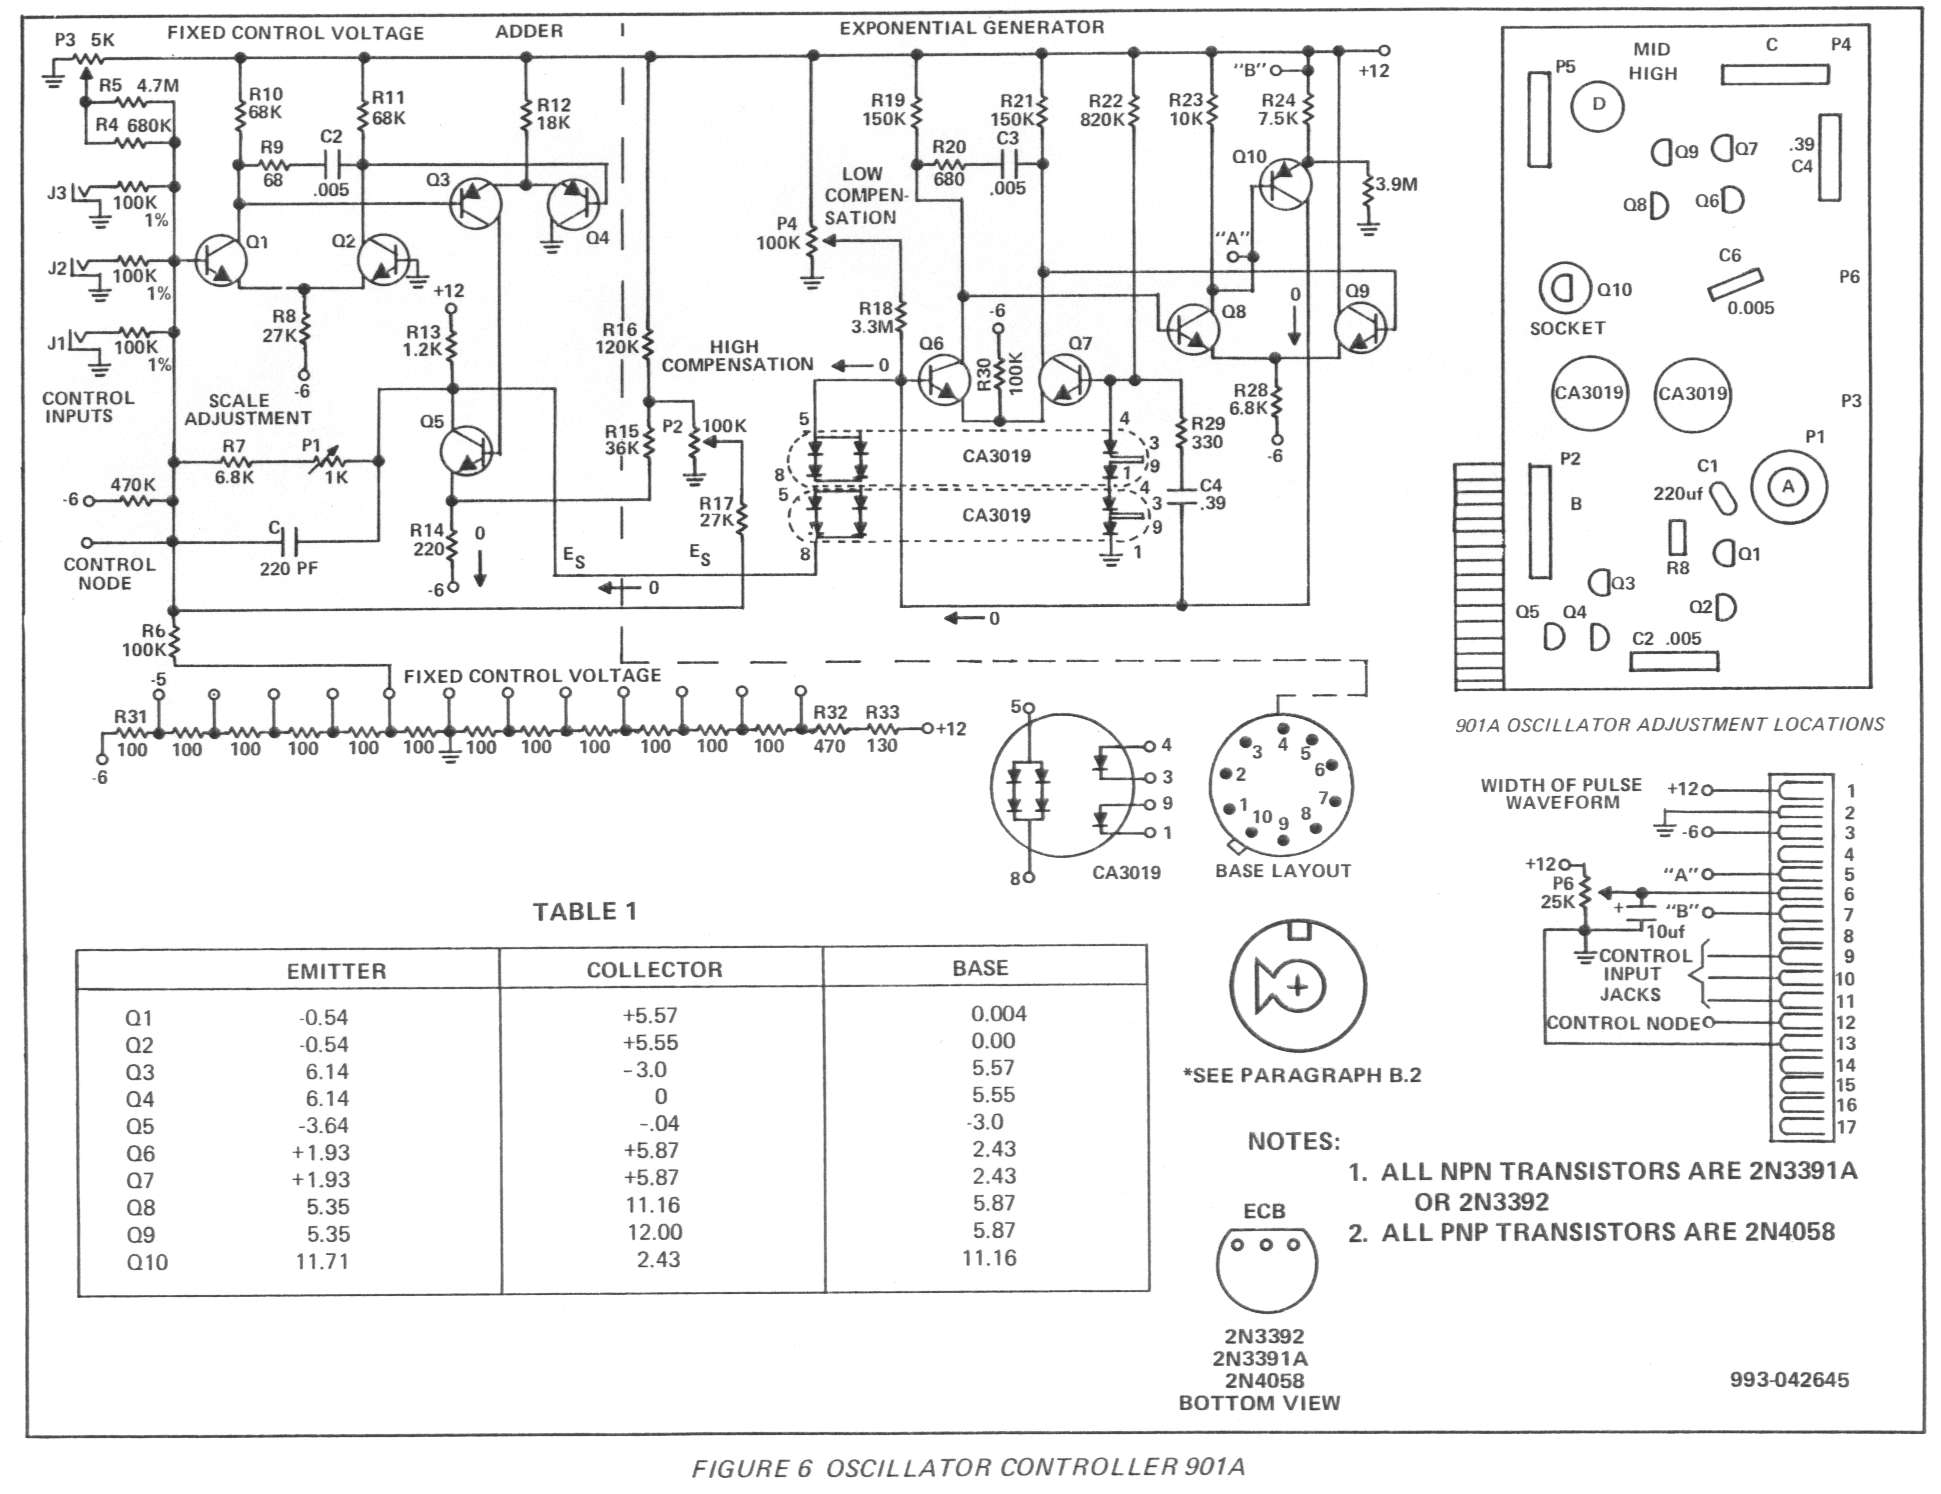 FIXED CONTROL VOLTAGE
ADDER
EXPONENTIAL GENERATOR
P3 5K
R5 4.7M
R4 680K
J3
100K
1%
J2
100K
1%
J1
100K
1%
CONTROL
INPUTS
R10
68K
R11
68K
R9
68
C2
.005
R12
18K
Q3
Q4
Q1
Q2
R8
27K
-6
+12
R13
1.2K
Q5
SCALE
ADJUSTMENT
R7
6.8K
P1
1K
470K
-6
CONTROL
NODE
C
220 PF
R14
220
0
-6
R6
100K
R16
120K
R15
36K
HIGH
COMPENSATION
P2 100K
R17
27K
ES
ES
0
LOW
COMPEN-
SATION
P4
100K
R18
3.3M
0
R19
150K
R20
680
C3
.005
R21
150K
R22
820K
R23
10K
"B"
R24
7.5K
+12
Q10
3.9M
"A"
Q6
-6
R30
100K
Q7
Q8
0
Q9
R28
6.8K
-6
R29
330
C4
.39
5
4
3
CA3019
1
9
8
5
4
3
CA3019
9
8
1
0
FIXED CONTROL VOLTAGE
-5
R31
100
100
100
100
100
100
100
100
100
100
100
100
R32
470
R33
130
+12
-6
5
4
3
9
1
8
CA3019
3
4
5
6
2
7
1
10
9
8
BASE LAYOUT
MID
HIGH
C
P4
P5
D
Q9
Q7
.39
C4
Q8
Q6
C6
0.005
P6
Q10
SOCKET
CA3019
CA3019
P3
P1
P2
B
C1
220uf
A
R8
Q1
Q3
Q5
Q4
Q2
C2 .005
901A OSCILLATOR ADJUSTMENT LOCATIONS
WIDTH OF PULSE
WAVEFORM
+12
-6
+12
P6
25K
"A"
+
"B"
10uf
CONTROL
INPUT
JACKS
CONTROL NODE
1
2
3
4
5
6
7
8
9
10
11
12
13
14
15
16
17
TABLE 1
EMITTER COLLECTOR BASE
Q1 -0.54 +5.57 0.004
Q2 -0.54 +5.55 0.00
Q3 6.14 -3.0 5.57
Q4 6.14 0 5.55
Q5 -3.64 -.04 -3.0
Q6 +1.93 +5.87 2.43
Q7 +1.93 +5.87 2.43
Q8 5.35 11.16 5.87
Q9 5.35 12.00 5.87
Q10 11.71 2.43 11.16
*SEE PARAGRAPH B.2
NOTES:
1. ALL NPN TRANSISTORS ARE 2N3391A
OR 2N3392
2. ALL PNP TRANSISTORS ARE 2N4058
ECB
2N3392
2N3391A
2N4058
BOTTOM VIEW
993-042645
FIGURE 6 OSCILLATOR CONTROLLER 901A